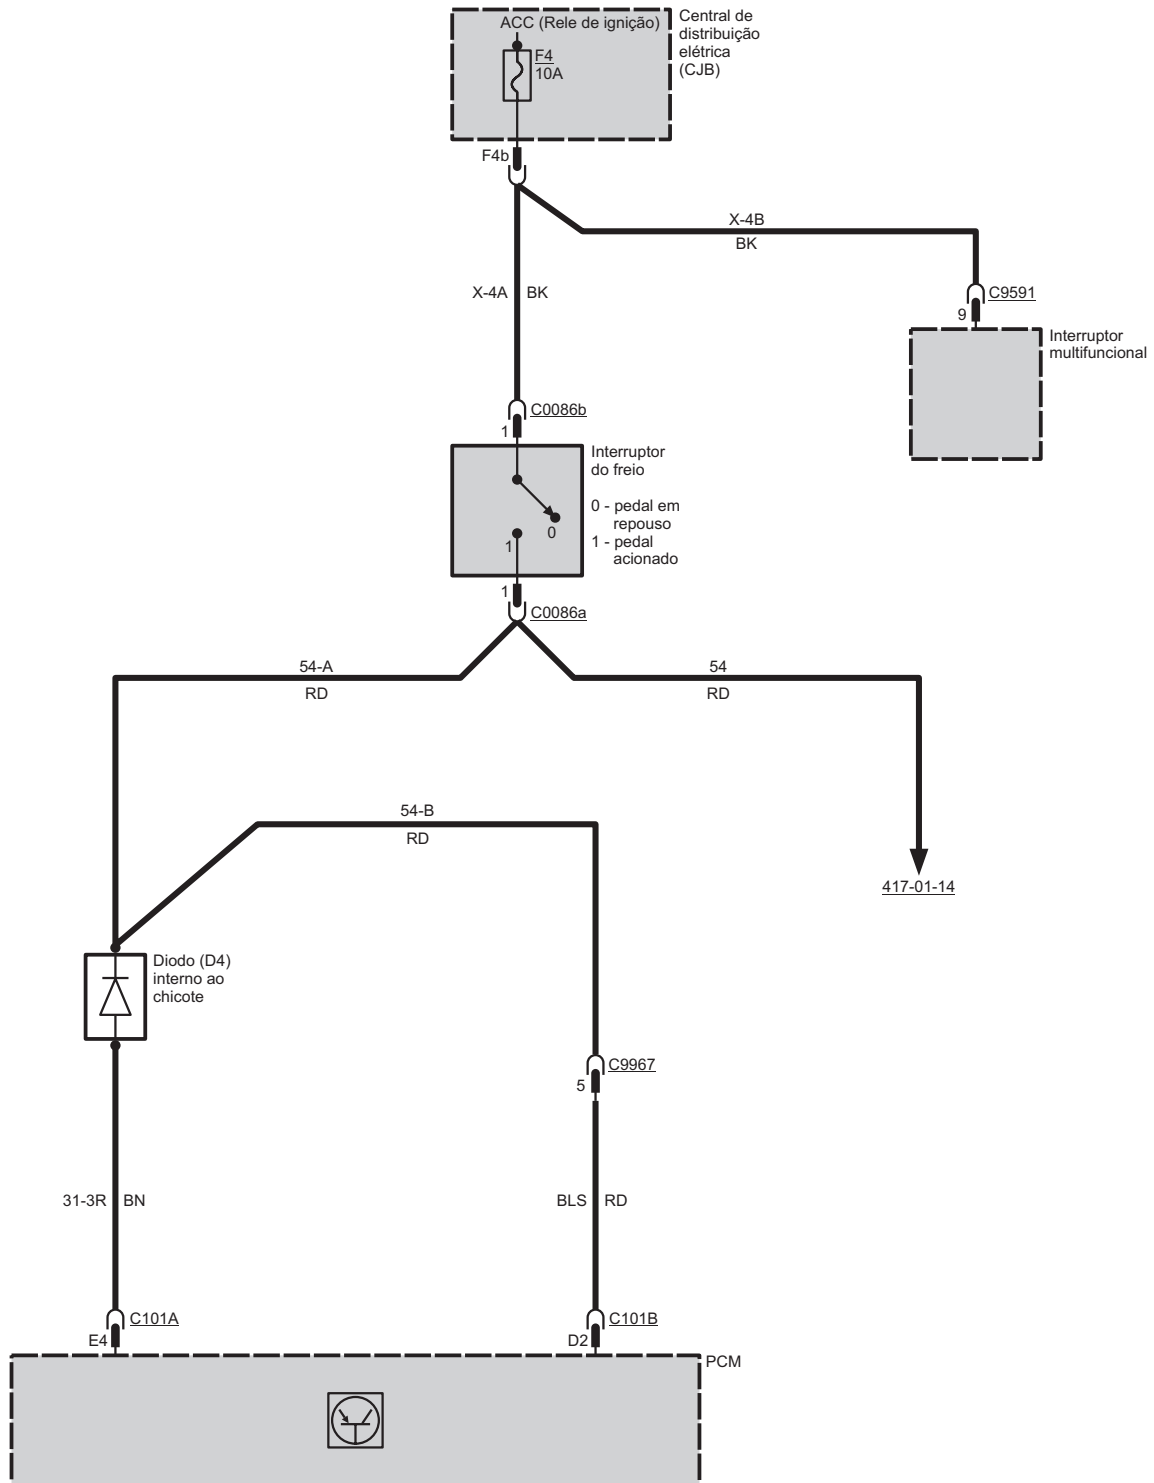 ACC (Rele de ignição)
Central de
distribuição
elétrica
(CJB)
F4
10A
F4b
X-4B
BK
X-4A BK
C9591
9
Interruptor
multifuncional
C0086b
1
Interruptor
do freio
0 - pedal em
repouso
1 - pedal
acionado
0
1
1
C0086a
54-A
RD
54
RD
54-B
RD
417-01-14
Diodo (D4)
interno ao
chicote
C9967
5
31-3R BN
BLS RD
C101A
E4
C101B
D2
PCM